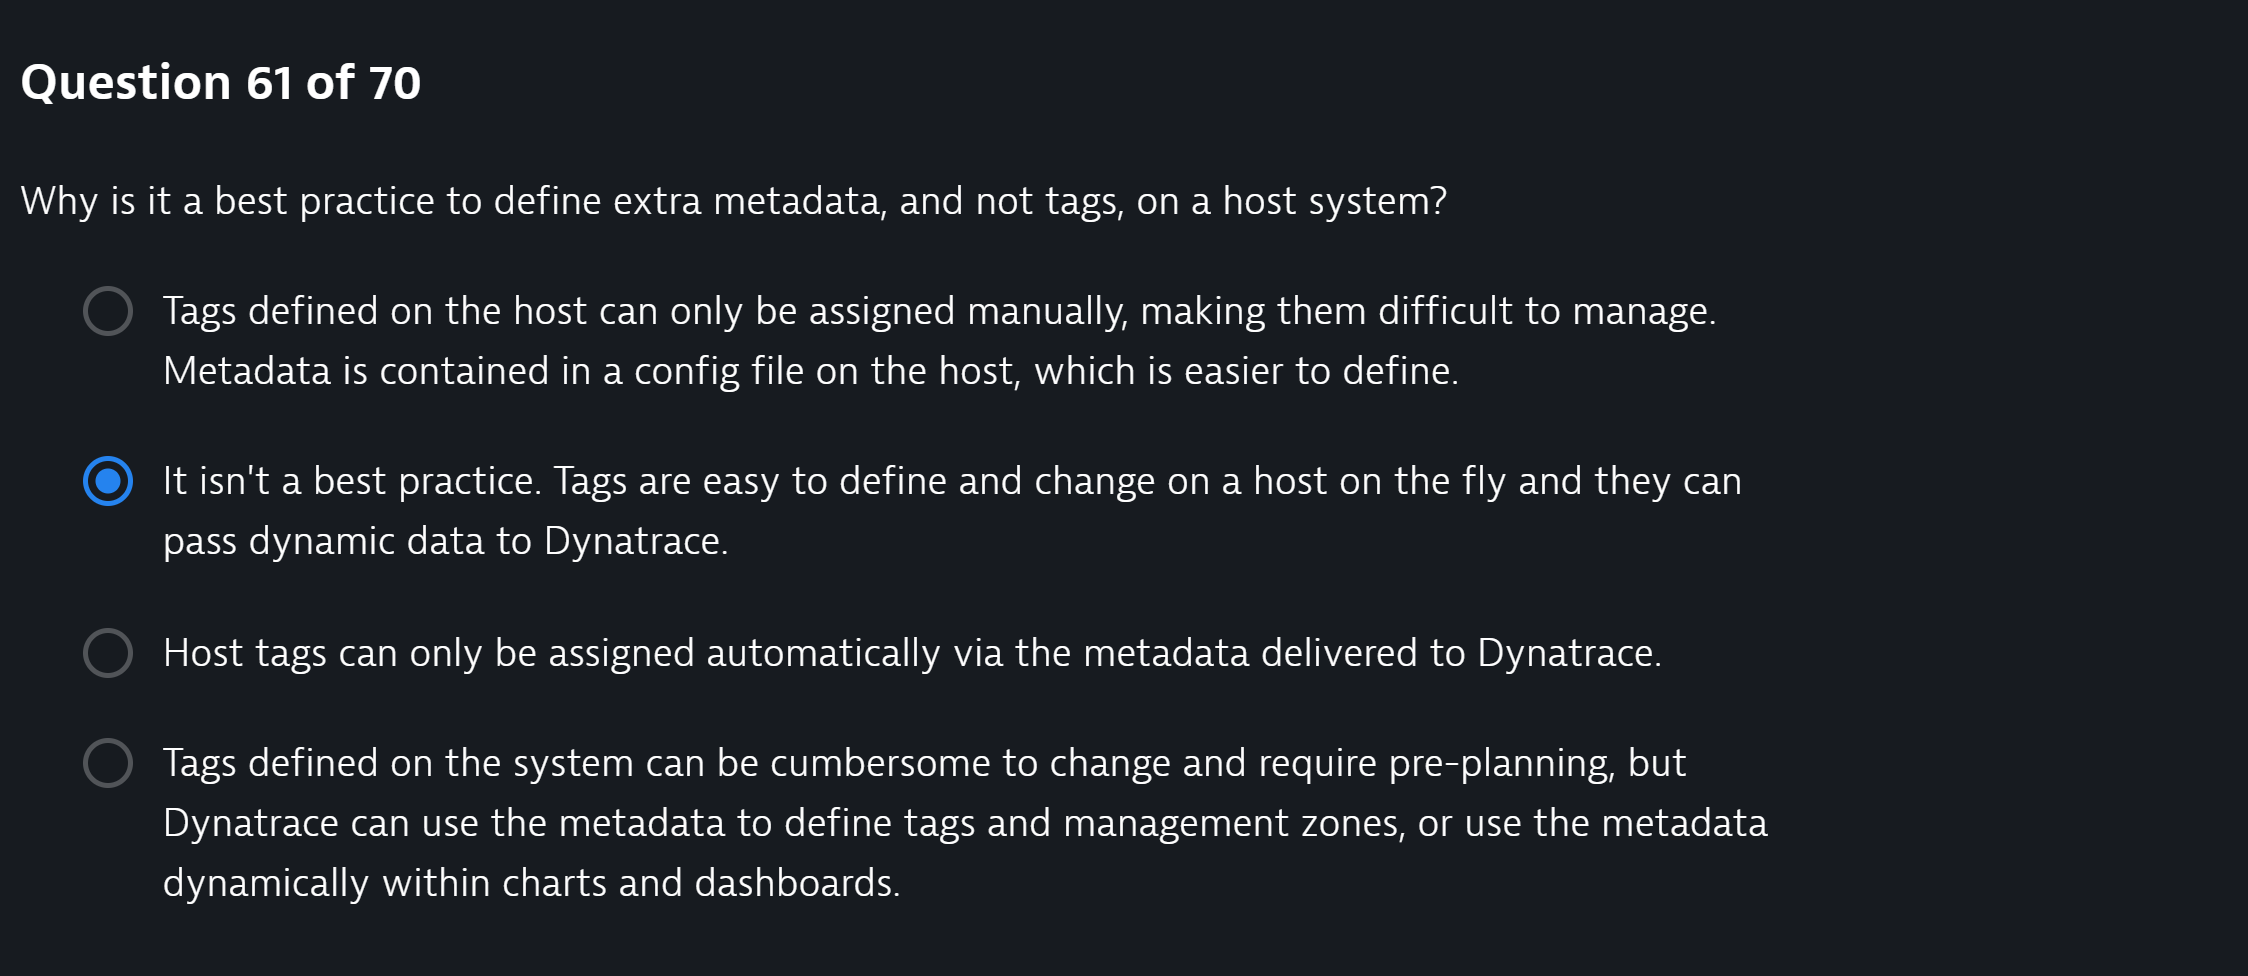 Question 61 of 70
Why is it a best practice to define extra metadata, and not tags, on a host system?
Tags defined on the host can only be assigned manually, making them difficult to manage.
Metadata is contained in a config file on the host, which is easier to define.
It isn't a best practice. Tags are easy to define and change on a host on the fly and they can
pass dynamic data to Dynatrace.
Host tags can only be assigned automatically via the metadata delivered to Dynatrace.
Tags defined on the system can be cumbersome to change and require pre-planning, but
Dynatrace can use the metadata to define tags and management zones, or use the metadata
dynamically within charts and dashboards.